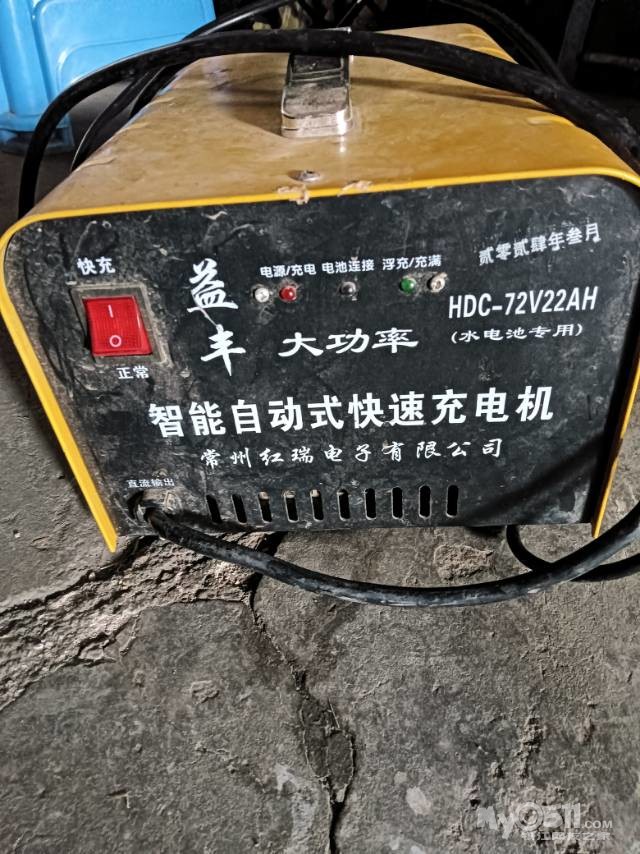 快充
电源/充电 电池连接 浮充/充满
贰零贰肆年叁月
益丰
HDC-72V22AH
大功率
(水电池专用)
正常
智能自动式快速充电机
常州红瑞电子有限公司
直流输出
My0511.com